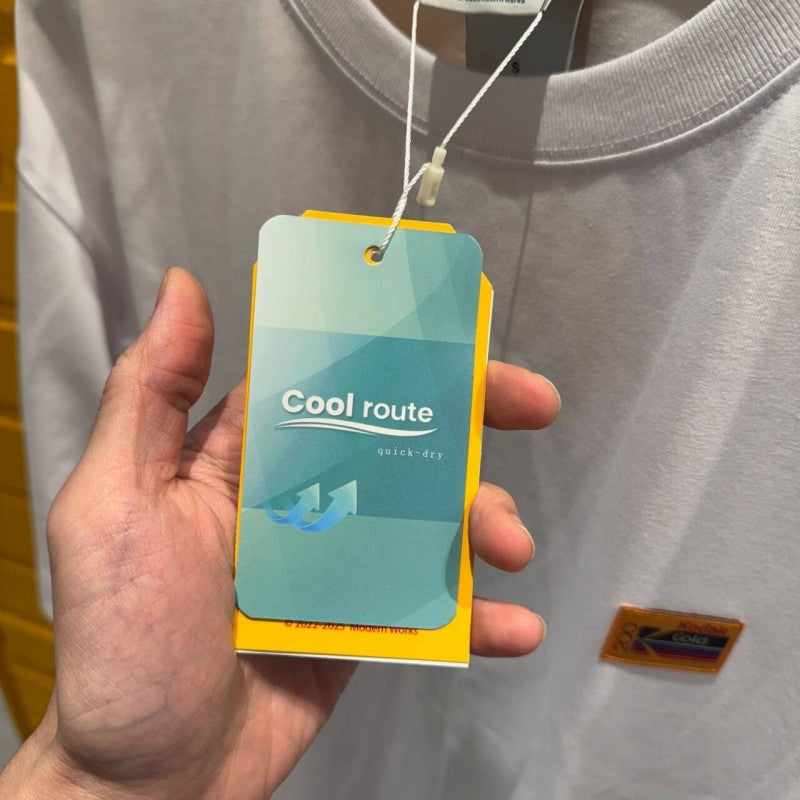 S
Cool route
quick-dry
© 2022-2025 Modern Works
Kodak
200
Gold